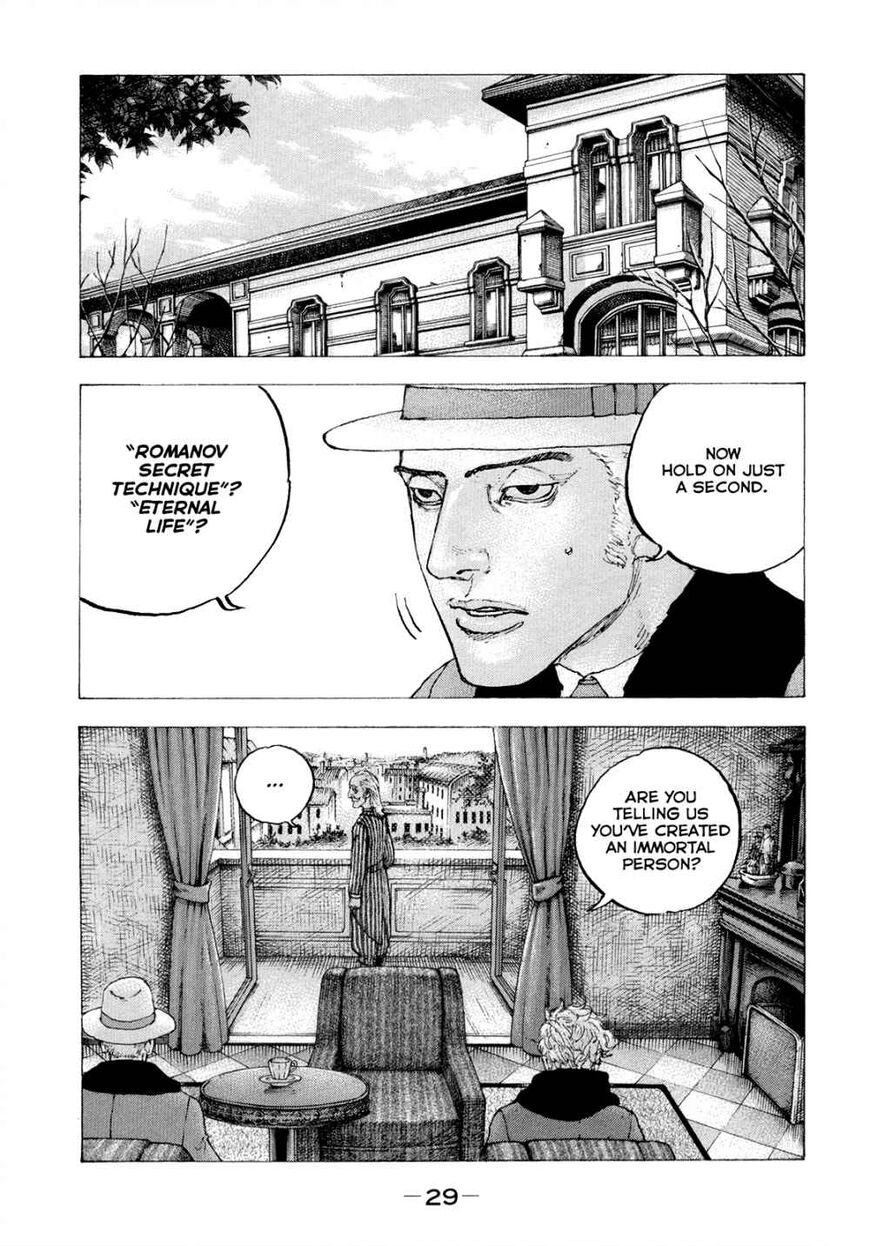 NOW
HOLD ON JUST
A SECOND.
"ROMANOV
SECRET
TECHNIQUE"?
"ETERNAL
LIFE"?
...
ARE YOU
TELLING US
YOU'VE CREATED
AN IMMORTAL
PERSON?
—29—